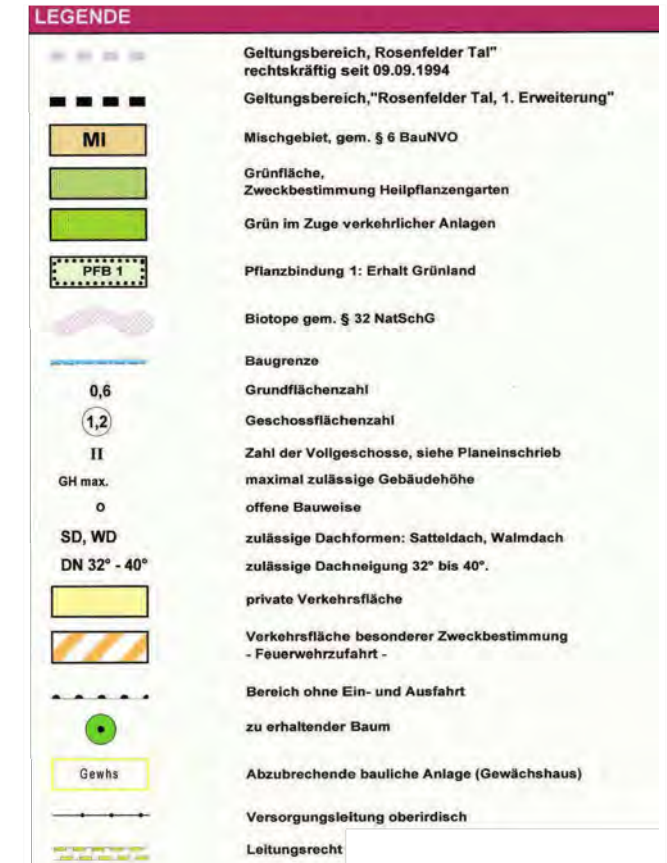 LEGENDE
Geltungsbereich, Rosenfelder Tal"
rechtskräftig seit 09.09.1994
Geltungsbereich,"Rosenfelder Tal, 1. Erweiterung"
MI
Mischgebiet, gem. § 6 BauNVO
Grünfläche,
Zweckbestimmung Heilpflanzengarten
Grün im Zuge verkehrlicher Anlagen
PFB 1
Pflanzbindung 1: Erhalt Grünland
Biotope gem. § 32 NatSchG
Baugrenze
0,6
Grundflächenzahl
1,2
Geschossflächenzahl
II
Zahl der Vollgeschosse, siehe Planeinschrieb
GH max.
maximal zulässige Gebäudehöhe
o
offene Bauweise
SD, WD
zulässige Dachformen: Satteldach, Walmdach
DN 32° - 40°
zulässige Dachneigung 32° bis 40°.
private Verkehrsfläche
Verkehrsfläche besonderer Zweckbestimmung
- Feuerwehrzufahrt -
Bereich ohne Ein- und Ausfahrt
zu erhaltender Baum
Gewhs
Abzubrechende bauliche Anlage (Gewächshaus)
Versorgungsleitung oberirdisch
Leitungsrecht